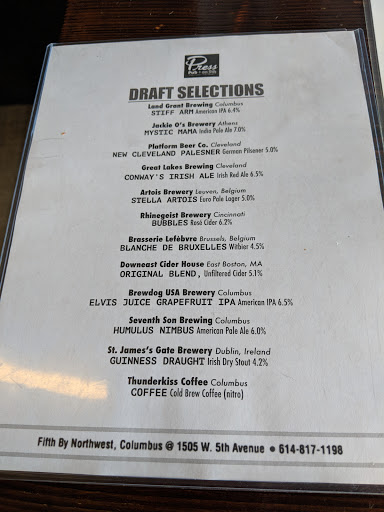 Press
DRAFT SELECTIONS
Land Grant Brewing Columbus
STIFF ARM American IPA 6.4%
Jackie O's Brewery Athens
MYSTIC MAMA India Pale Ale 7.0%
Platform Beer Co. Cleveland
NEW CLEVELAND PALESNER German Pilsener 5.0%
Great Lakes Brewing Cleveland
CONWAY'S IRISH ALE Irish Red Ale 6.5%
Artois Brewery Leuven, Belgium
STELLA ARTOIS Euro Pale Lager 5.0%
Rhinegeist Brewery Cincinnati
BUBBLES Rosé Cider 6.2%
Brasserie Lefébvre Brussels, Belgium
BLANCHE DE BRUXELLES Witbier 4.5%
Downeast Cider House East Boston, MA
ORIGINAL BLEND, Unfiltered Cider 5.1%
Brewdog USA Brewery Columbus
ELVIS JUICE GRAPEFRUIT IPA American IPA 6.5%
Seventh Son Brewing Columbus
HUMULUS NIMBUS American Pale Ale 6.0%
St. James's Gate Brewery Dublin, Ireland
GUINNESS DRAUGHT Irish Dry Stout 4.2%
Thunderkiss Coffee Columbus
COFFEE Cold Brew Coffee (nitro)
Fifth By Northwest, Columbus @ 1505 W. 5th Avenue • 614-817-1198